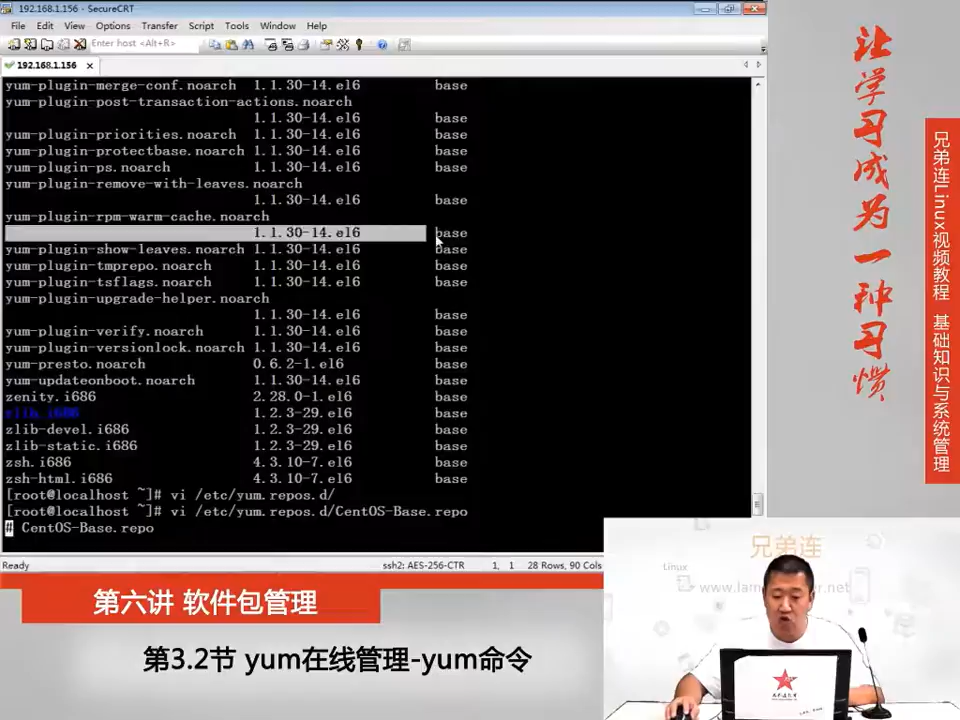 192.168.1.156 - SecureCRT
File Edit View Options Transfer Script Tools Window Help
Enter host <Alt+R>
192.168.1.156
yum-plugin-merge-conf.noarch 1.1.30-14.el6 base
yum-plugin-post-transaction-actions.noarch
1.1.30-14.el6 base
yum-plugin-priorities.noarch 1.1.30-14.el6 base
yum-plugin-protectbase.noarch 1.1.30-14.el6 base
yum-plugin-ps.noarch 1.1.30-14.el6 base
yum-plugin-remove-with-leaves.noarch
1.1.30-14.el6 base
yum-plugin-rpm-warm-cache.noarch
1.1.30-14.el6 base
yum-plugin-show-leaves.noarch 1.1.30-14.el6 base
yum-plugin-tmprepo.noarch 1.1.30-14.el6 base
yum-plugin-tsflags.noarch 1.1.30-14.el6 base
yum-plugin-upgrade-helper.noarch
1.1.30-14.el6 base
yum-plugin-verify.noarch 1.1.30-14.el6 base
yum-plugin-versionlock.noarch 1.1.30-14.el6 base
yum-presto.noarch 0.6.2-1.el6 base
yum-updateonboot.noarch 1.1.30-14.el6 base
zenity.i686 2.28.0-1.el6 base
zlib.i686 1.2.3-29.el6 base
zlib-devel.i686 1.2.3-29.el6 base
zlib-static.i686 1.2.3-29.el6 base
zsh.i686 4.3.10-7.el6 base
zsh-html.i686 4.3.10-7.el6 base
[root@localhost ~]# vi /etc/yum.repos.d/
[root@localhost ~]# vi /etc/yum.repos.d/CentOS-Base.repo
# CentOS-Base.repo
Ready ssh2: AES-256-CTR 1, 1 28 Rows, 90 Cols
让学习成为一种习惯
兄弟连Linux视频教程 基础知识与系统管理
兄弟连
Linux
第六讲 软件包管理
第3.2节 yum在线管理-yum命令